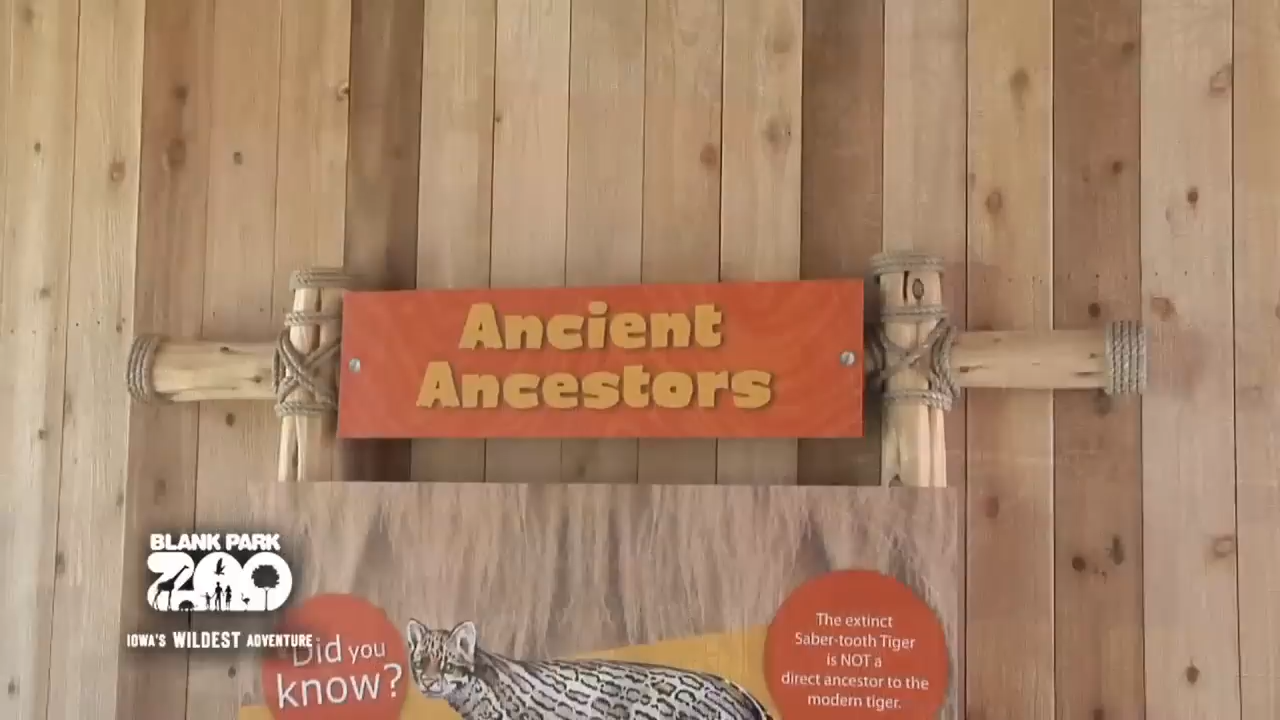 Ancient
Ancestors
BLANK PARK
ZOO
IOWA'S WILDEST ADVENTURE
Did you
know?
The extinct
Saber-tooth Tiger
is NOT a
direct ancestor to the
modern tiger.